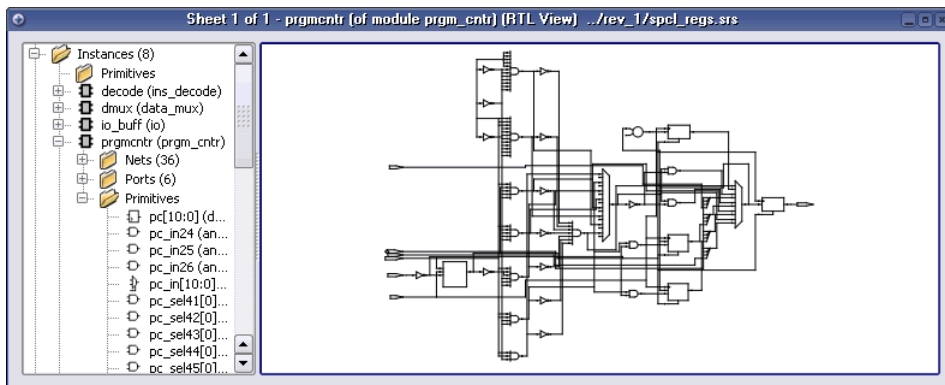 Sheet 1 of 1 - prgmcntr (of module prgm_cntr) (RTL View) ../rev_1/spcl_regs.srs
Instances (8)
Primitives
decode (ins_decode)
dmux (data_mux)
io_buff (io)
prgmcntr (prgm_cntr)
Nets (36)
Ports (6)
Primitives
pc[10:0] (d...
pc_in24 (an...
pc_in25 (an...
pc_in26 (an...
pc_in[10:0]...
pc_sel41[0]...
pc_sel42[0]...
pc_sel43[0]...
pc_sel44[0]...
pc_sel45[0]...